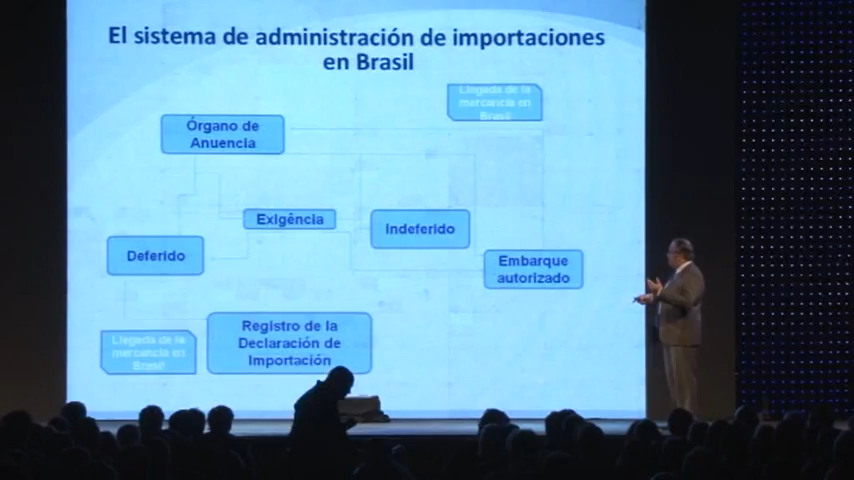 El sistema de administración de importaciones
en Brasil
Llegada de la
mercancía en
Brasil
Órgano de
Anuencia
Exigência
Indeferido
Deferido
Embarque
autorizado
Registro de la
Declaración de
Importación
Llegada de la
mercancía en
Brasil